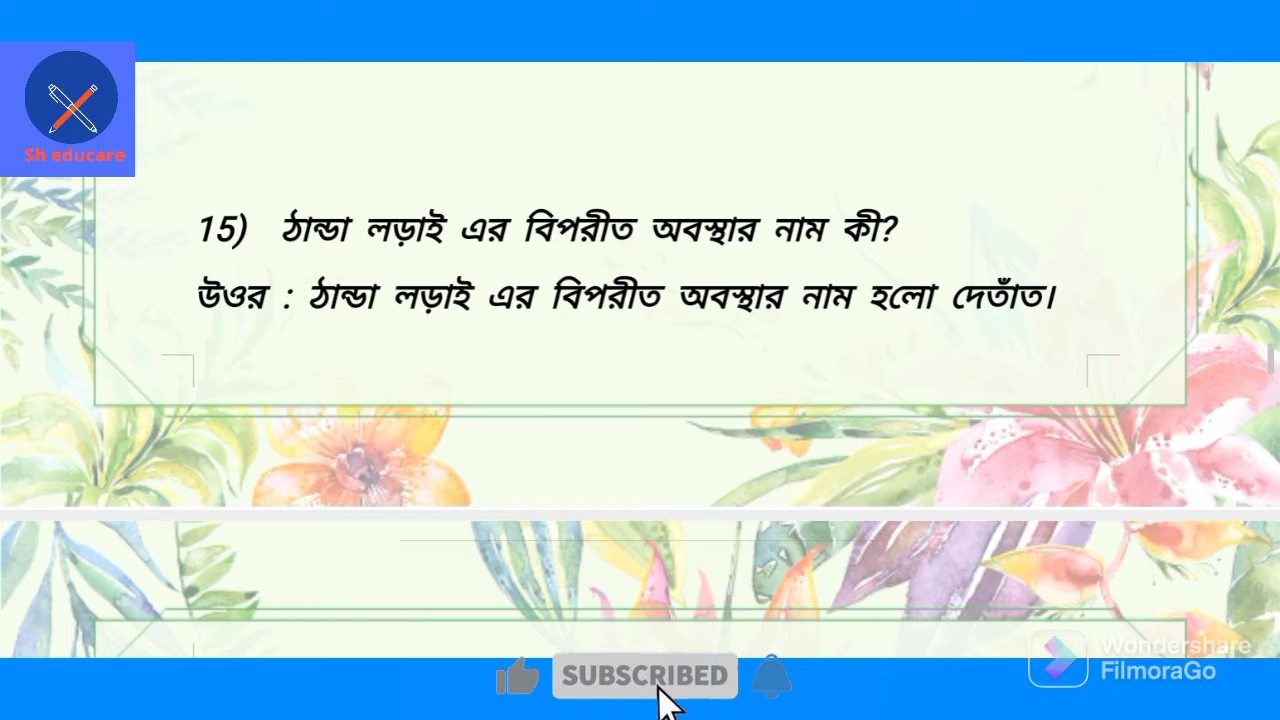 Sh educare
15) ঠান্ডা লড়াই এর বিপরীত অবস্থার নাম কী?
উওর : ঠান্ডা লড়াই এর বিপরীত অবস্থার নাম হলো দেতাঁত।
SUBSCRIBED
Wondershare
FilmoraGo